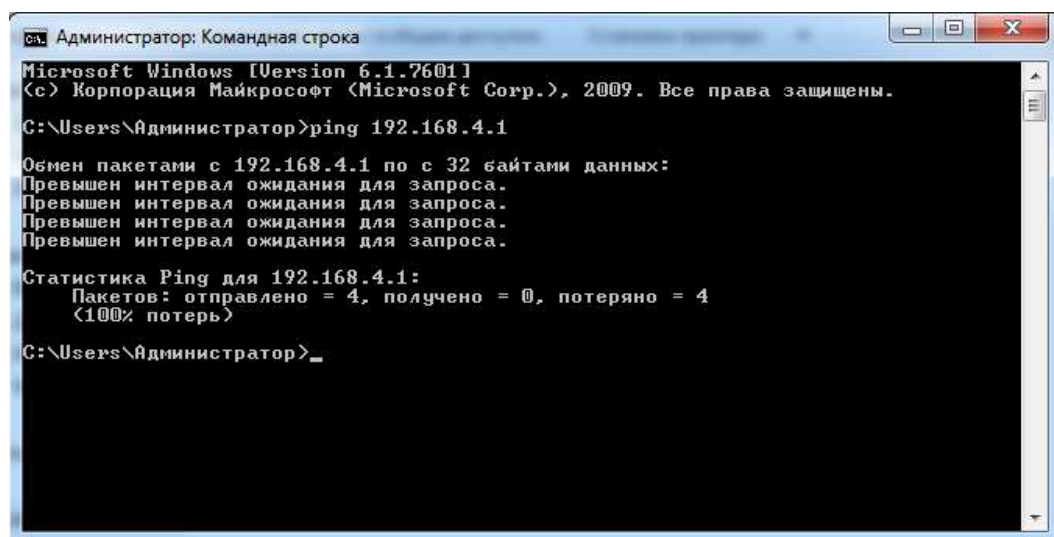 Администратор: Командная строка
Microsoft Windows [Version 6.1.7601]
(c) Корпорация Майкрософт (Microsoft Corp.), 2009. Все права защищены.
C:\Users\Администратор>ping 192.168.4.1
Обмен пакетами с 192.168.4.1 по с 32 байтами данных:
Превышен интервал ожидания для запроса.
Превышен интервал ожидания для запроса.
Превышен интервал ожидания для запроса.
Превышен интервал ожидания для запроса.
Статистика Ping для 192.168.4.1:
Пакетов: отправлено = 4, получено = 0, потеряно = 4
(100% потерь)
C:\Users\Администратор>_